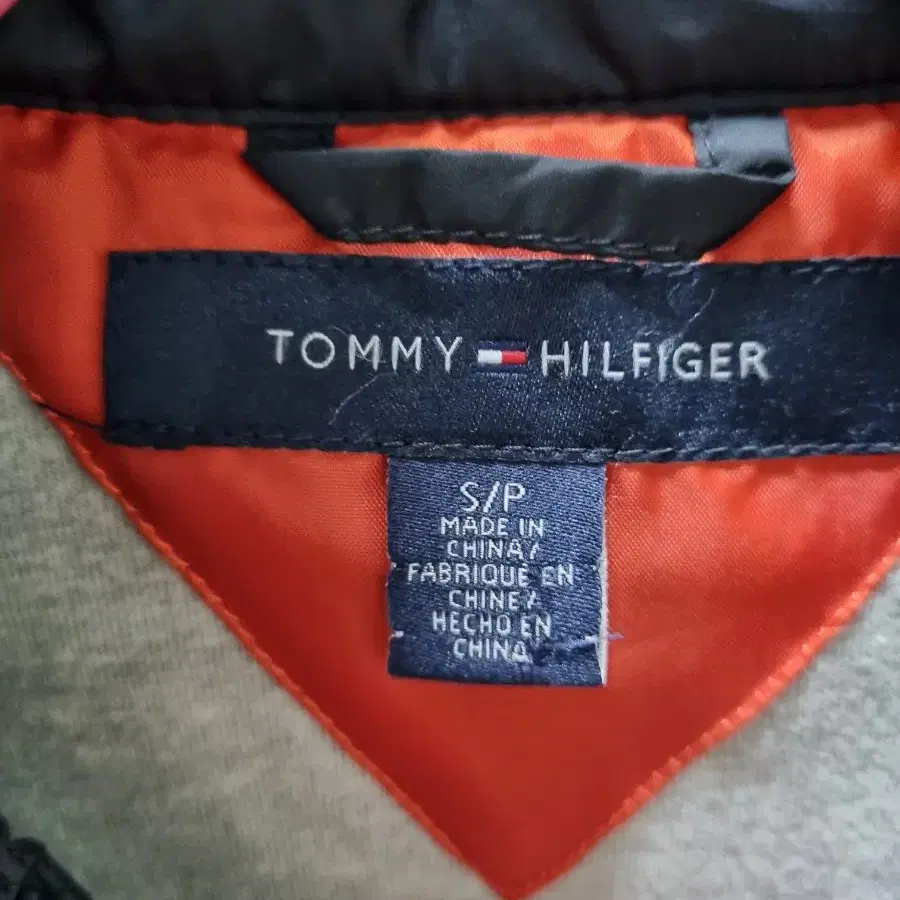 TOMMY HILFIGER
S/P
MADE IN
CHINA/
FABRIQUÉ EN
CHINE/
HECHO EN
CHINA